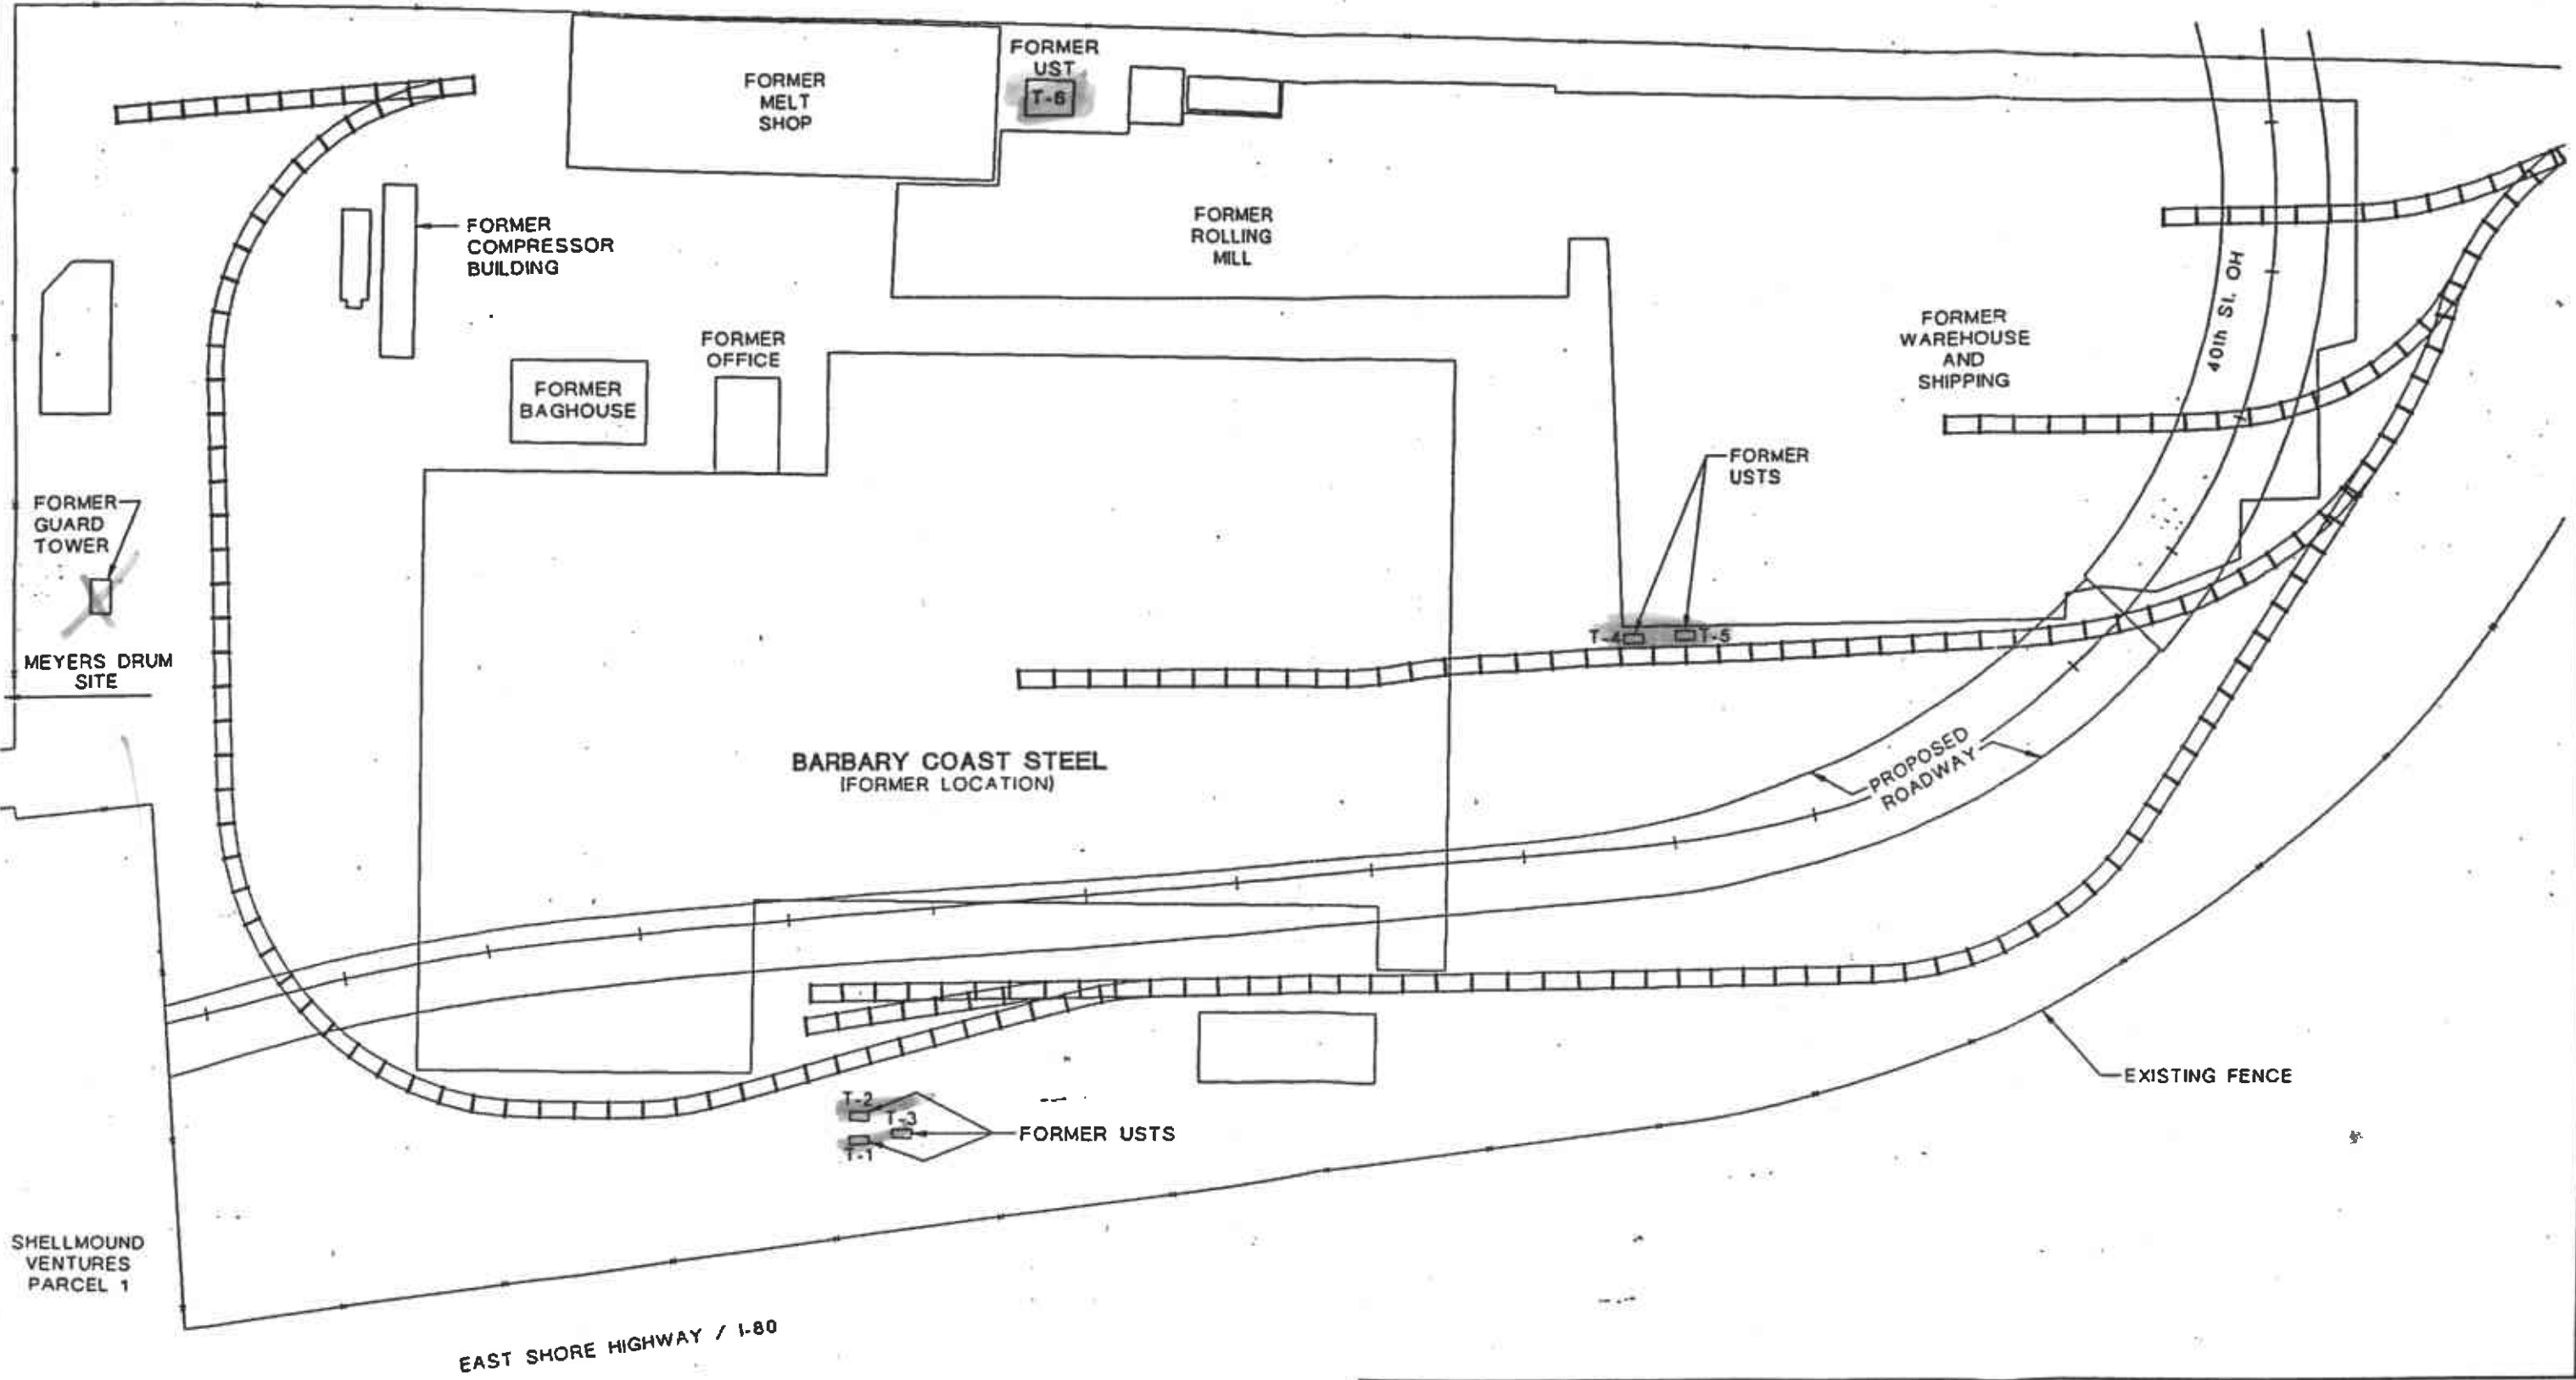 FORMER
UST
T-6
FORMER
MELT
SHOP
FORMER
COMPRESSOR
BUILDING
FORMER
ROLLING
MILL
40th St. OH
FORMER
WAREHOUSE
AND
SHIPPING
FORMER
OFFICE
FORMER
BAGHOUSE
FORMER
USTS
FORMER
GUARD
TOWER
T-4
T-5
MEYERS DRUM
SITE
BARBARY COAST STEEL
(FORMER LOCATION)
PROPOSED
ROADWAY
EXISTING FENCE
T-2
T-3
T-1
FORMER USTS
SHELLMOUND
VENTURES
PARCEL 1
EAST SHORE HIGHWAY / I-80